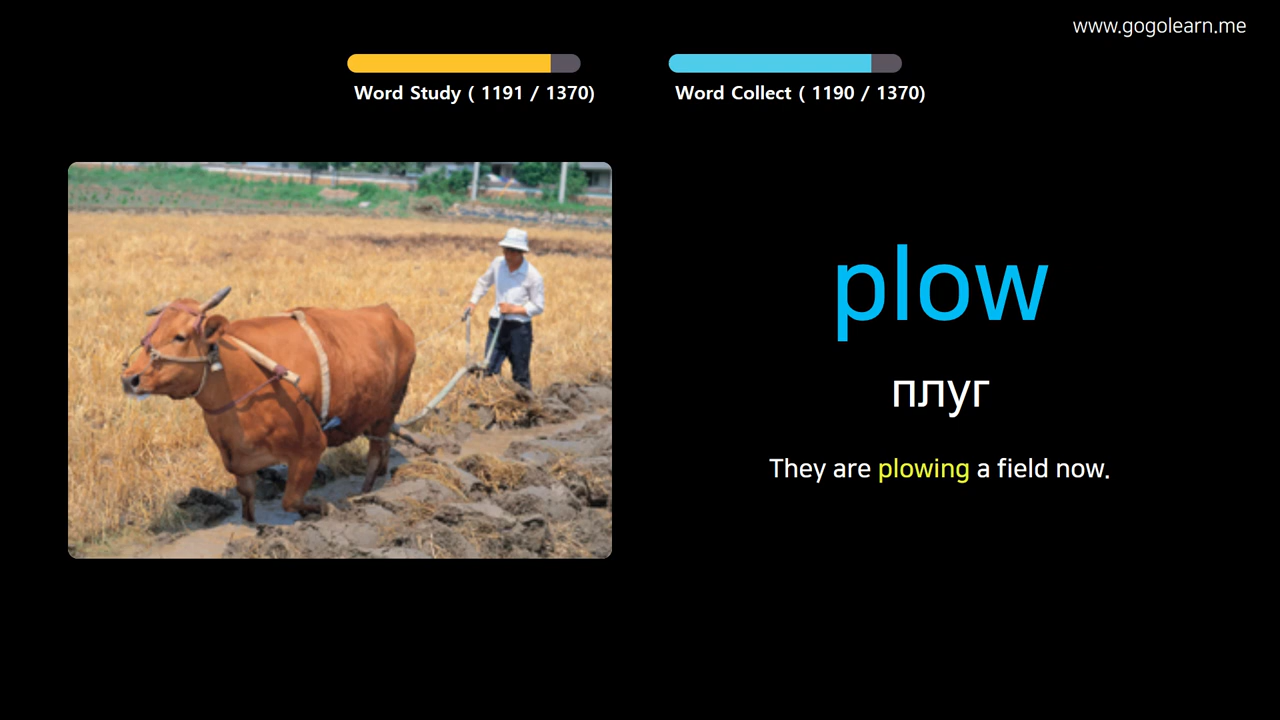 www.gogolearn.me
Word Study ( 1191 / 1370)
Word Collect ( 1190 / 1370)
plow
плуг
They are plowing a field now.